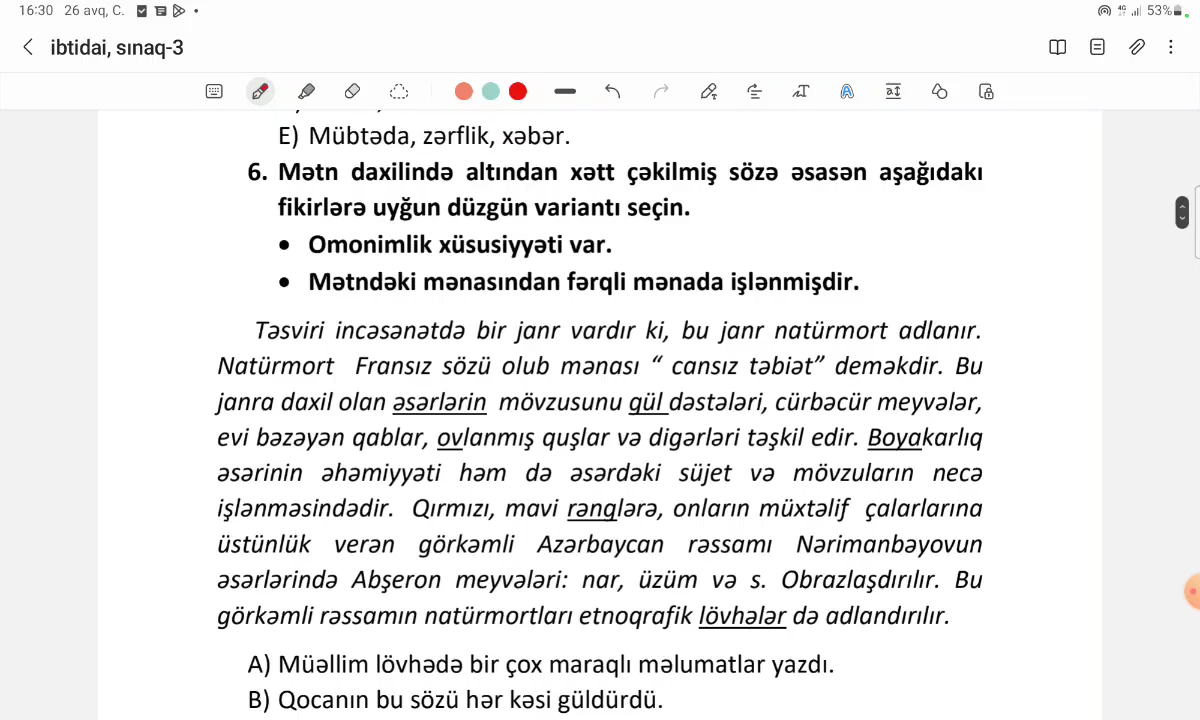 16:30 26 avq, C.
4G 53%
ibtidai, sınaq-3
E) Mübtəda, zərflik, xəbər.
6. Mətn daxilində altından xətt çəkilmiş sözə əsasən aşağıdakı
fikirlərə uyğun düzgün variantı seçin.
• Omonimlik xüsusiyyəti var.
• Mətndəki mənasından fərqli mənada işlənmişdir.
Təsviri incəsənətdə bir janr vardır ki, bu janr natürmort adlanır.
Natürmort Fransız sözü olub mənası “ cansız təbiət” deməkdir. Bu
janra daxil olan əsərlərin mövzusunu gül dəstələri, cürbəcür meyvələr,
evi bəzəyən qablar, ovlanmış quşlar və digərləri təşkil edir. Boyakarlıq
əsərinin əhəmiyyəti həm də əsərdəki süjet və mövzuların necə
işlənməsindədir. Qırmızı, mavi rənglərə, onların müxtəlif çalarlarına
üstünlük verən görkəmli Azərbaycan rəssamı Nərimanbəyovun
əsərlərində Abşeron meyvələri: nar, üzüm və s. Obrazlaşdırılır. Bu
görkəmli rəssamın natürmortları etnoqrafik lövhələr də adlandırılır.
A) Müəllim lövhədə bir çox maraqlı məlumatlar yazdı.
B) Qocanın bu sözü hər kəsi güldürdü.